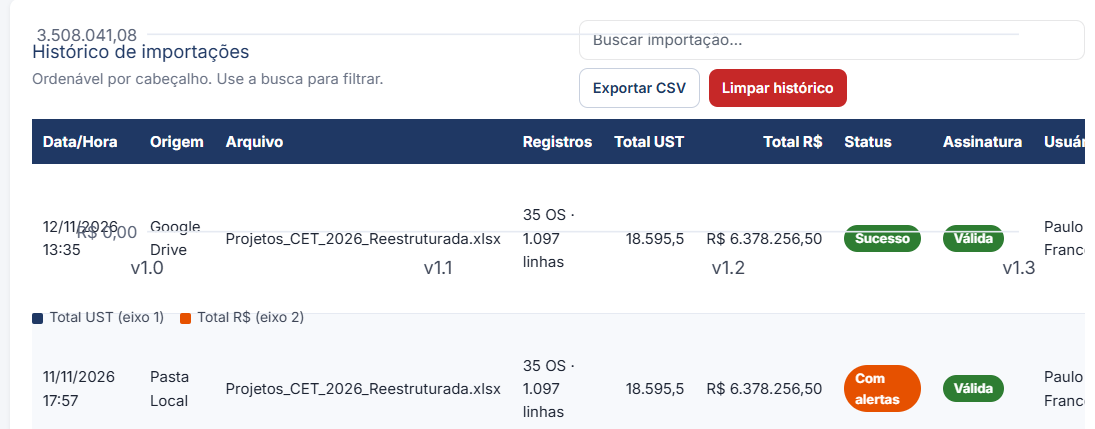 3.508.041,08
Histórico de importações
Buscar importação...
Ordenável por cabeçalho. Use a busca para filtrar.
Exportar CSV Limpar histórico
Data/Hora Origem Arquivo Registros Total UST Total R$ Status Assinatura Usuár
12/11/2026 13:35 Google Drive Projetos_CET_2026_Reestruturada.xlsx 35 OS · 1.097 linhas 18.595,5 R$ 6.378.256,50 Sucesso Válida Paulo Franc
R$ 0,00
v1.0 v1.1 v1.2 v1.3
Total UST (eixo 1) Total R$ (eixo 2)
11/11/2026 17:57 Pasta Local Projetos_CET_2026_Reestruturada.xlsx 35 OS · 1.097 linhas 18.595,5 R$ 6.378.256,50 Com alertas Válida Paulo Franc